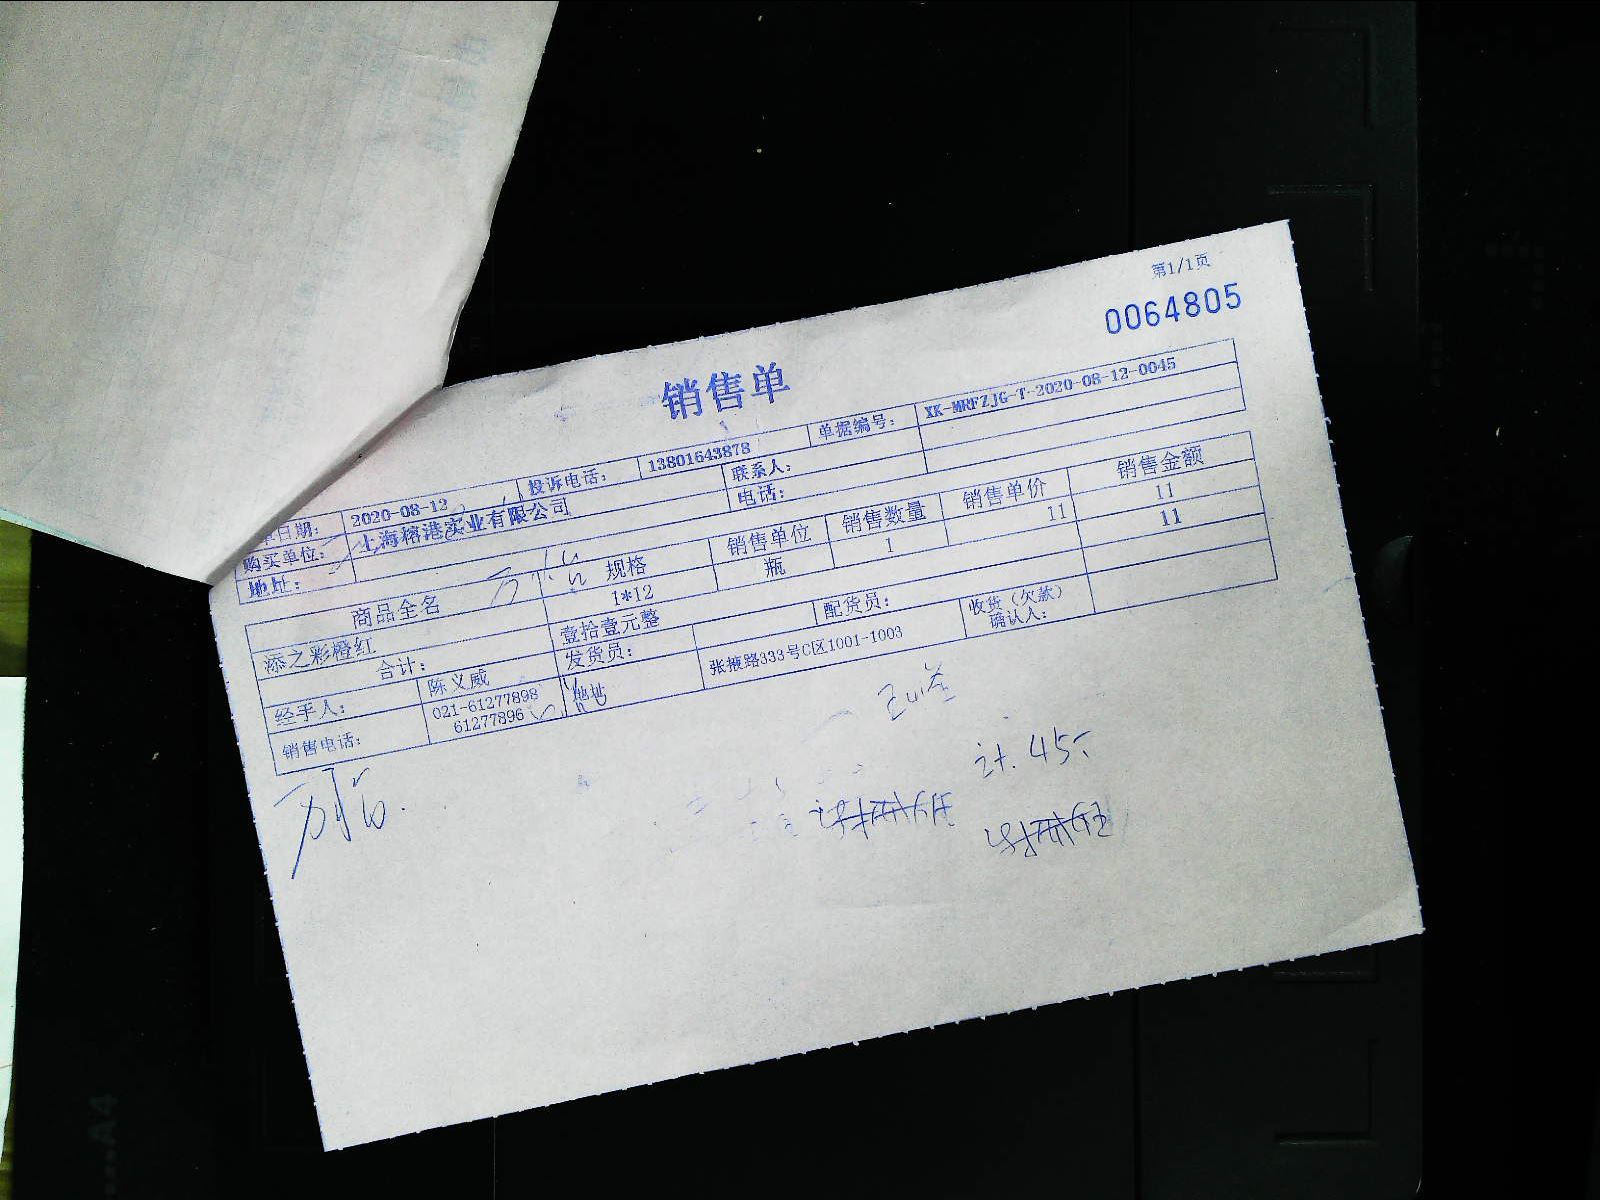 第1/1页
0064805
销售单
单日期: 2020-08-12 投诉电话: 13801643878 单据编号: XK-MRFZJG-T-2020-08-12-0045
购买单位: 上海榕港实业有限公司 联系人:
地址: 电话:
商品全名 规格 销售单位 销售数量 销售单价 销售金额
添之彩橙红 1*12 瓶 1 11 11
合计: 壹拾壹元整 11
经手人: 陈义威 发货员: 配货员: 收货(欠款)确认人:
销售电话: 021-61277898 61277896 地址 张掖路333号C区1001-1003
计.45